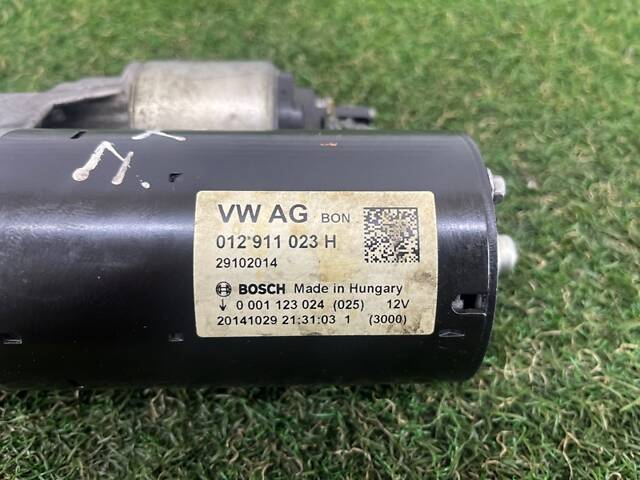 VW AG BON
012 911 023 H
29102014
BOSCH Made in Hungary
↓ 0 001 123 024 (025) 12V
20141029 21:31:03 1 (3000)